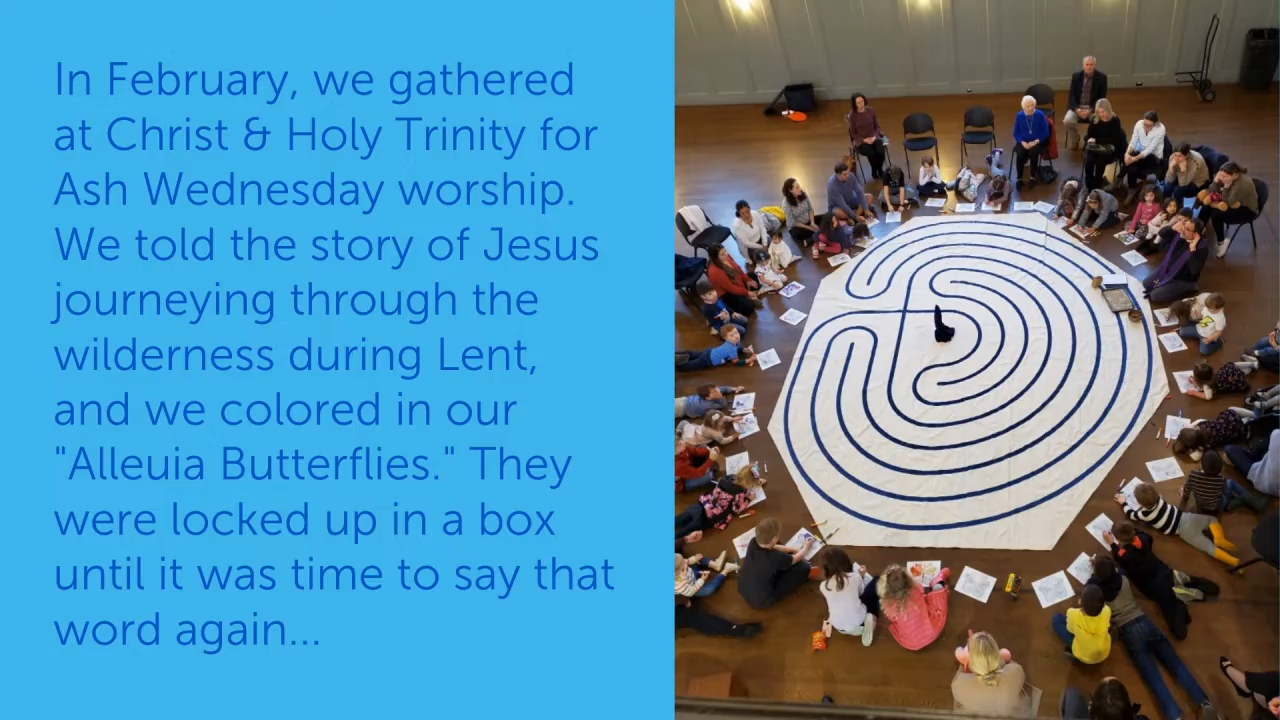 In February, we gathered
at Christ & Holy Trinity for
Ash Wednesday worship.
We told the story of Jesus
journeying through the
wilderness during Lent,
and we colored in our
"Alleuia Butterflies." They
were locked up in a box
until it was time to say that
word again...